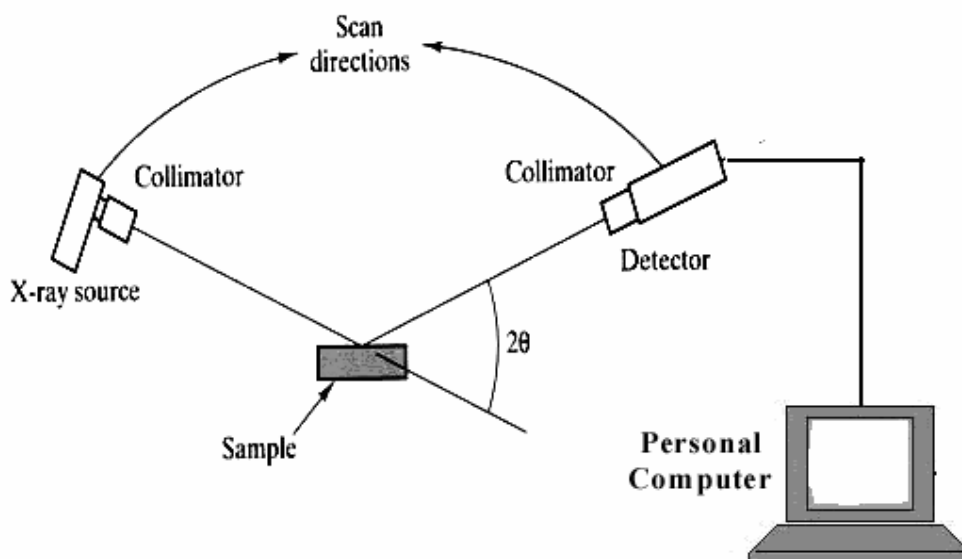 Scan
directions
Collimator
Collimator
Detector
X-ray source
2θ
Sample
Personal
Computer